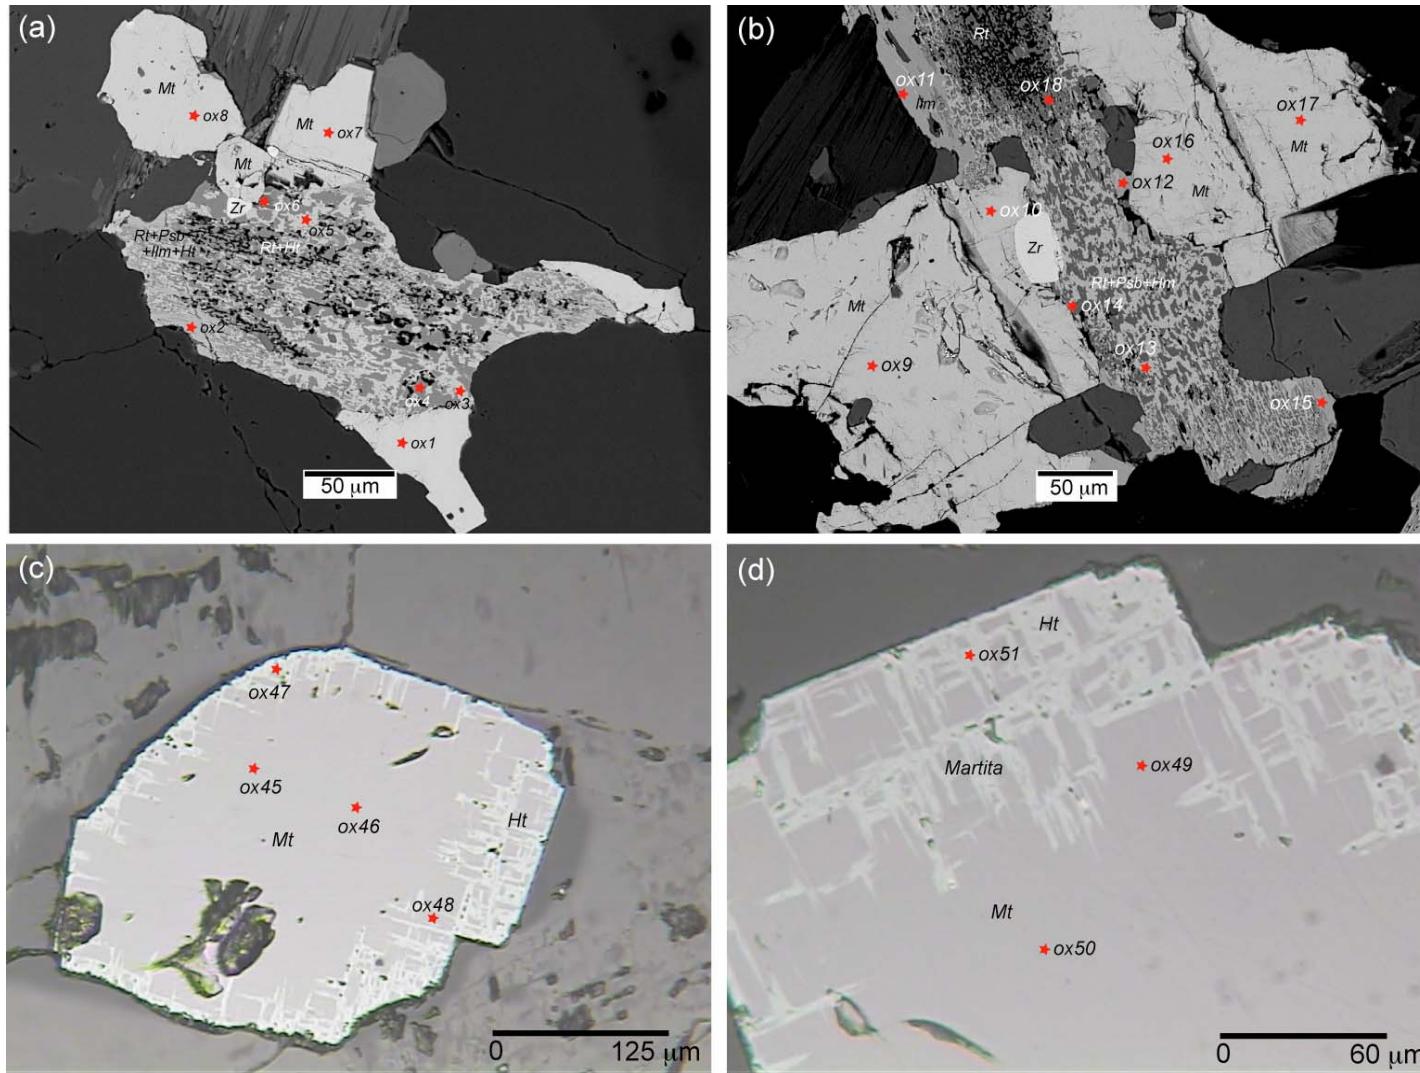 (a)
Mt
ox8
Mt
ox7
Mt
Zr
ox6
ox5
Rt+Psb
+Ilm+Ht
Rt+Ht
ox2
ox4
ox3
ox1
50 μm
(b)
Rt
ox11
Ilm
ox18
ox17
Mt
ox16
Mt
ox12
ox10
Zr
Rt+Psb+Hm
ox14
Mt
ox13
ox9
ox15
50 μm
(c)
ox47
ox45
ox46
Mt
Ht
ox48
0 125 μm
(d)
Ht
ox51
Martita
ox49
Mt
ox50
0 60 μm